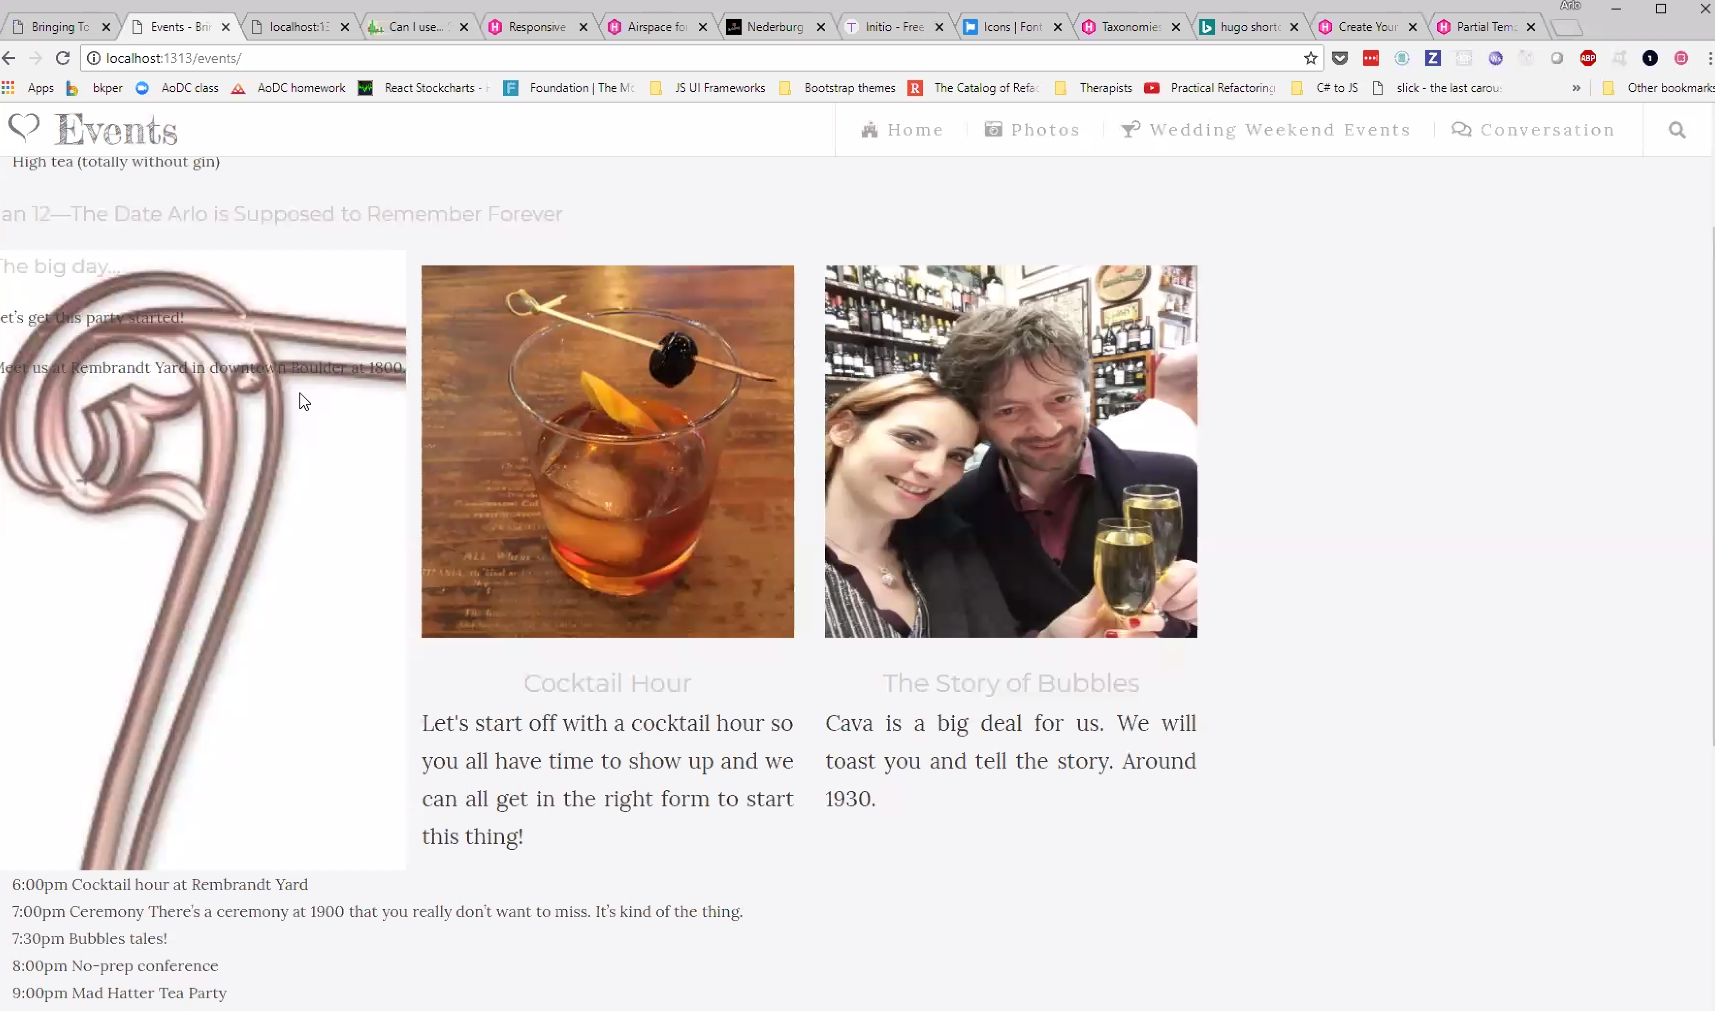 Arlo
Bringing To
Events - Brin
localhost:13
Can I use...
Responsive
Airspace for
Nederburg
Initio - Free
Icons | Font
Taxonomies
hugo shortc
Create Your
Partial Temp
localhost:1313/events/
Z
ABP
Apps
bkper
AoDC class
AoDC homework
React Stockcharts -
Foundation | The Mo
JS UI Frameworks
Bootstrap themes
The Catalog of Refa
Therapists
Practical Refactoring
C# to JS
slick - the last carou
»
Other bookmarks
Events
Home
Photos
Wedding Weekend Events
Conversation
High tea (totally without gin)
an 12—The Date Arlo is Supposed to Remember Forever
he big day...
et's get this party started!
Meet us at Rembrandt Yard in downtown Boulder at 1800.
Cocktail Hour
Let's start off with a cocktail hour so
you all have time to show up and we
can all get in the right form to start
this thing!
The Story of Bubbles
Cava is a big deal for us. We will
toast you and tell the story. Around
1930.
6:00pm Cocktail hour at Rembrandt Yard
7:00pm Ceremony There's a ceremony at 1900 that you really don't want to miss. It's kind of the thing.
7:30pm Bubbles tales!
8:00pm No-prep conference
9:00pm Mad Hatter Tea Party